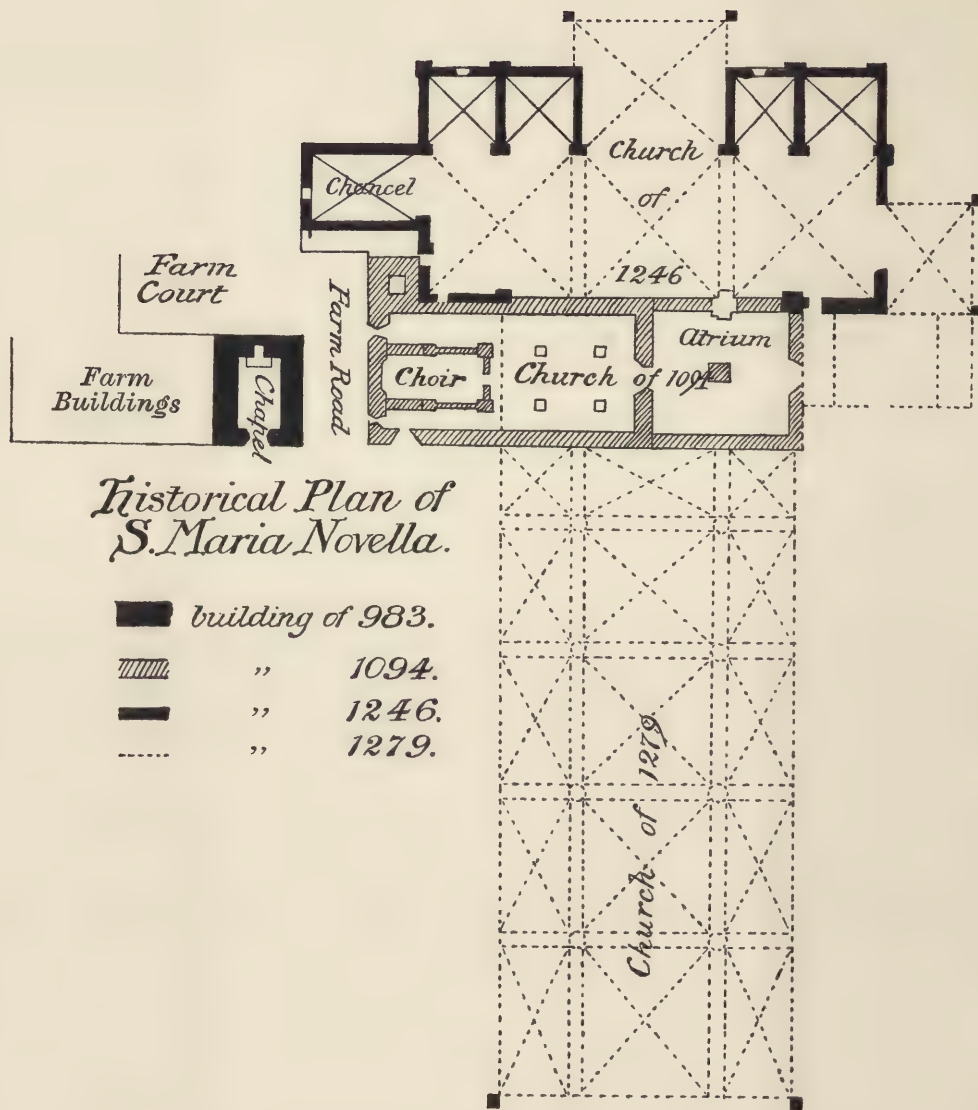 Church
of
1246
Chancel
Farm
Court
Farm Road
Atrium
Farm
Buildings
Chapel
Choir
Church of 1094
Historical Plan of
S. Maria Novella.
building of 983.
,, 1094.
,, 1246.
,, 1279.
Church of 1279.